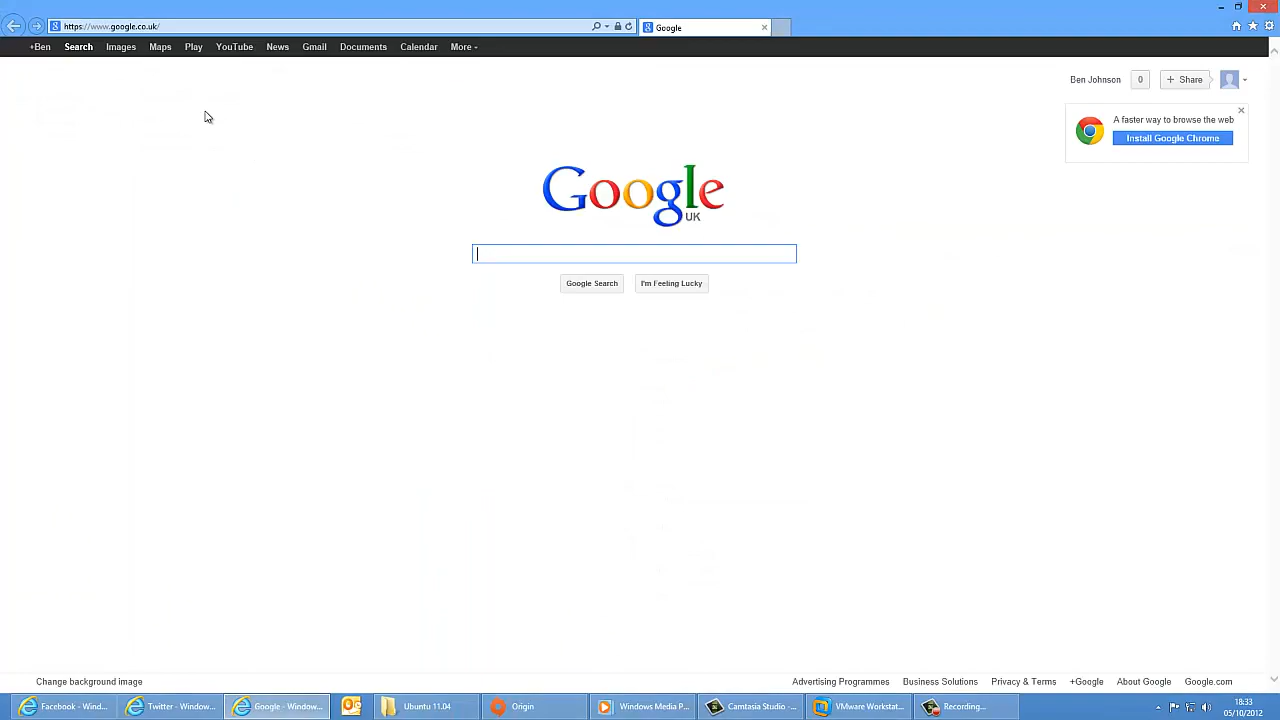 https://www.google.co.uk/
Google
+Ben Search Images Maps Play YouTube News Gmail Documents Calendar More
Ben Johnson 0 + Share
A faster way to browse the web
Install Google Chrome
Google
UK
Google Search I'm Feeling Lucky
Change background image Advertising Programmes Business Solutions Privacy & Terms +Google About Google Google.com
Facebook - Wind... Twitter - Window... Google - Window... Ubuntu 11.04 Origin Windows Media P... Camtasia Studio -... VMware Workstat... Recording... 18:33
05/10/2012